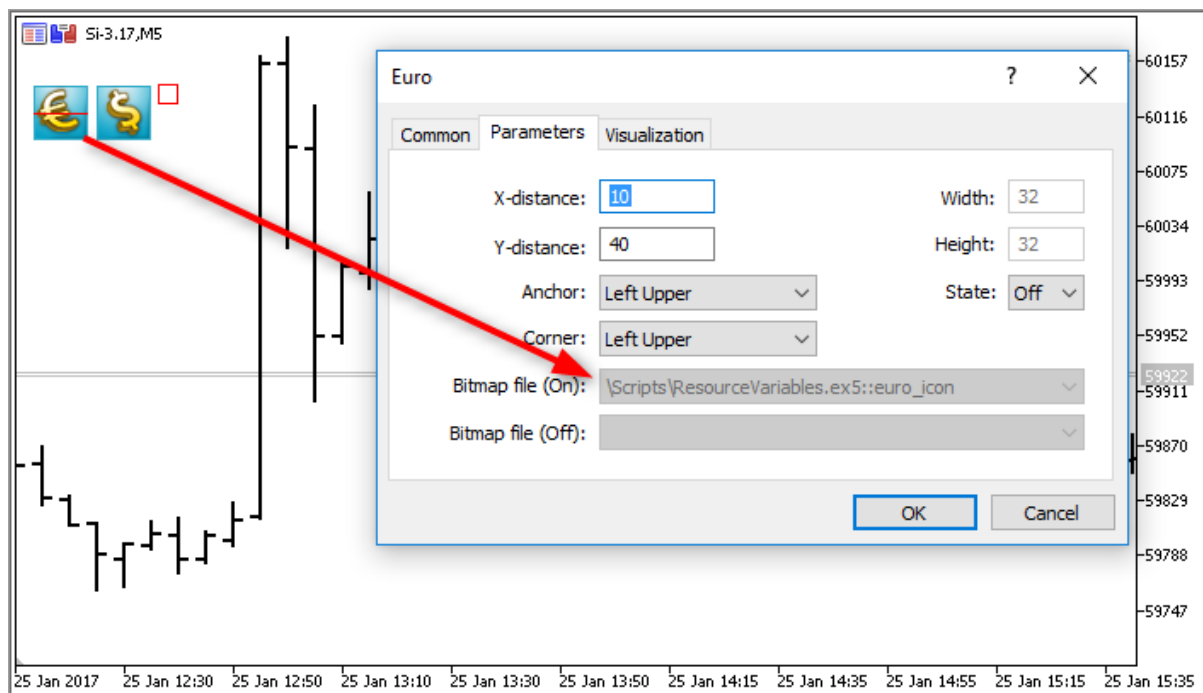 Si-3.17,M5
Euro
?
Common Parameters Visualization
X-distance: 10 Width: 32
Y-distance: 40 Height: 32
Anchor: Left Upper State: Off
Corner: Left Upper
Bitmap file (On): \Scripts\ResourceVariables.ex5::euro_icon
Bitmap file (Off):
OK Cancel
60157
60116
60075
60034
59993
59952
59922
59911
59870
59829
59788
59747
25 Jan 2017 25 Jan 12:30 25 Jan 12:50 25 Jan 13:10 25 Jan 13:30 25 Jan 13:50 25 Jan 14:15 25 Jan 14:35 25 Jan 14:55 25 Jan 15:15 25 Jan 15:35